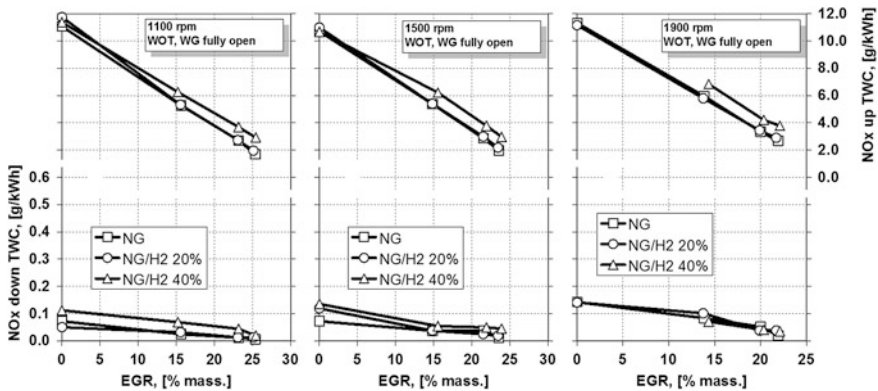 1100 rpm
WOT, WG fully open
1500 rpm
WOT, WG fully open
1900 rpm
WOT, WG fully open
12.0
10.0
8.0
6.0
4.0
2.0
0.0
NOx up TWC, [g/kWh]
NOx down TWC, [g/kWh]
0.6
0.5
0.4
0.3
0.2
0.1
0.0
NG
NG/H2 20%
NG/H2 40%
NG
NG/H2 20%
NG/H2 40%
NG
NG/H2 20%
NG/H2 40%
0 5 10 15 20 25 30
0 5 10 15 20 25 30
0 5 10 15 20 25 30
EGR, [% mass.]
EGR, [% mass.]
EGR, [% mass.]